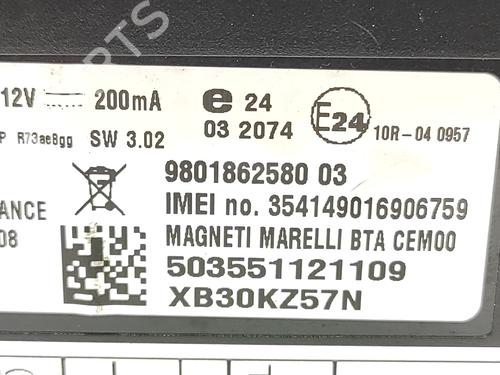 PARTS
12V 200mA e 24 E24
03 2074 10R-04 0957
P R73ae8gg SW 3.02
9801862580 03
IMEI no. 354149016906759
ANCE MAGNETI MARELLI BTA CEM00
08 503551121109
XB30KZ57N